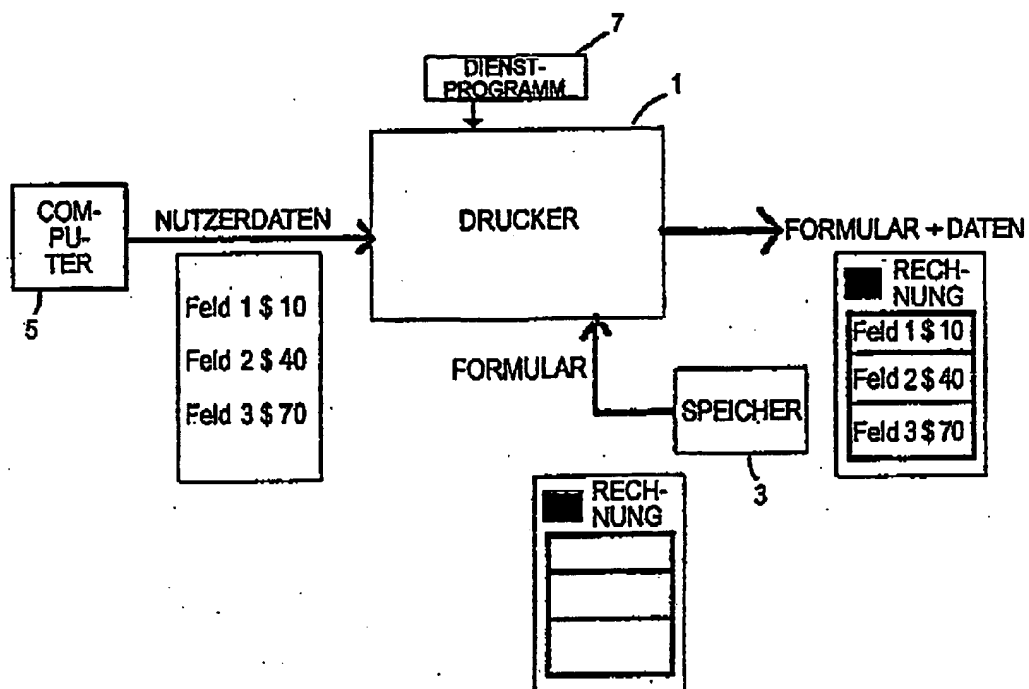 7
DIENST-
PROGRAMM
1
COM-
PU-
TER
5
NUTZERDATEN
DRUCKER
FORMULAR + DATEN
Feld 1 $ 10
Feld 2 $ 40
Feld 3 $ 70
RECH-
NUNG
Feld 1 $ 10
Feld 2 $ 40
Feld 3 $ 70
FORMULAR
SPEICHER
3
RECH-
NUNG